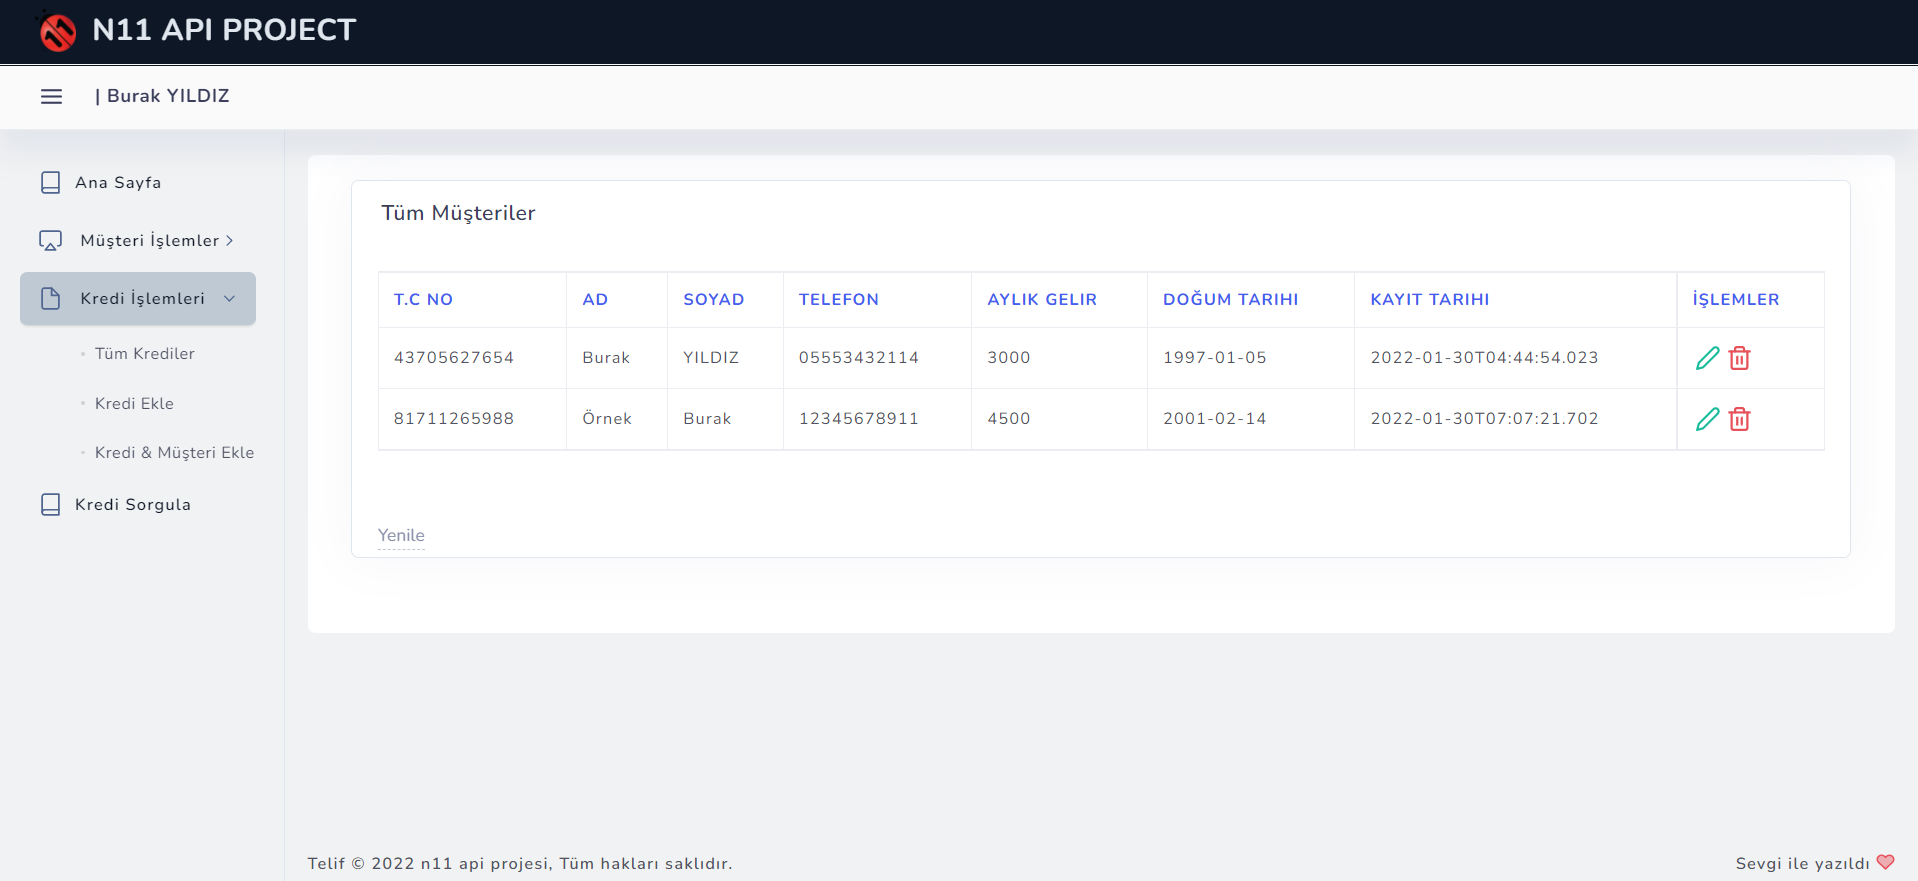 N11 API PROJECT
| Burak YILDIZ
Ana Sayfa
Müşteri İşlemler
Kredi İşlemleri
Tüm Krediler
Kredi Ekle
Kredi & Müşteri Ekle
Kredi Sorgula
Tüm Müşteriler
T.C NO AD SOYAD TELEFON AYLIK GELIR DOĞUM TARIHI KAYIT TARIHI İŞLEMLER
43705627654 Burak YILDIZ 05553432114 3000 1997-01-05 2022-01-30T04:44:54.023
81711265988 Örnek Burak 12345678911 4500 2001-02-14 2022-01-30T07:07:21.702
Yenile
Telif © 2022 n11 api projesi, Tüm hakları saklıdır.
Sevgi ile yazıldı